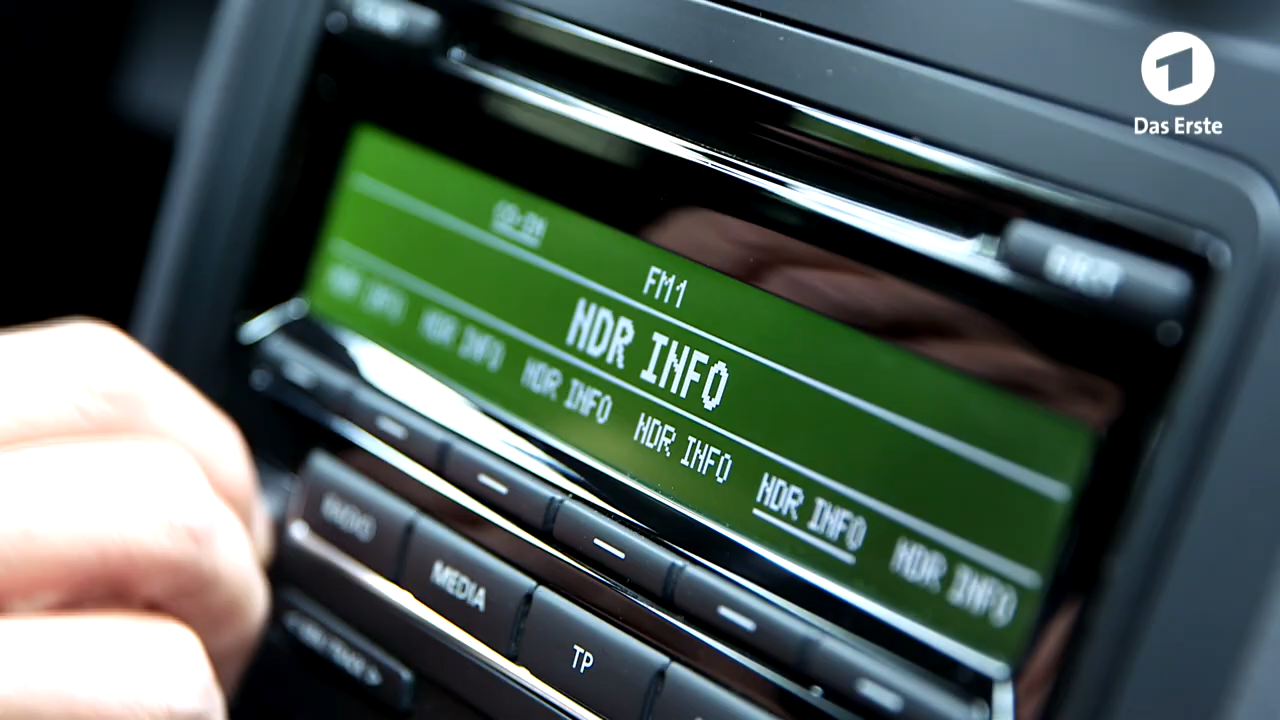 Das Erste
FM1
NDR INFO
NDR INFO NDR INFO NDR INFO NDR INFO NDR INFO NDR INFO
RADIO
MEDIA
TP